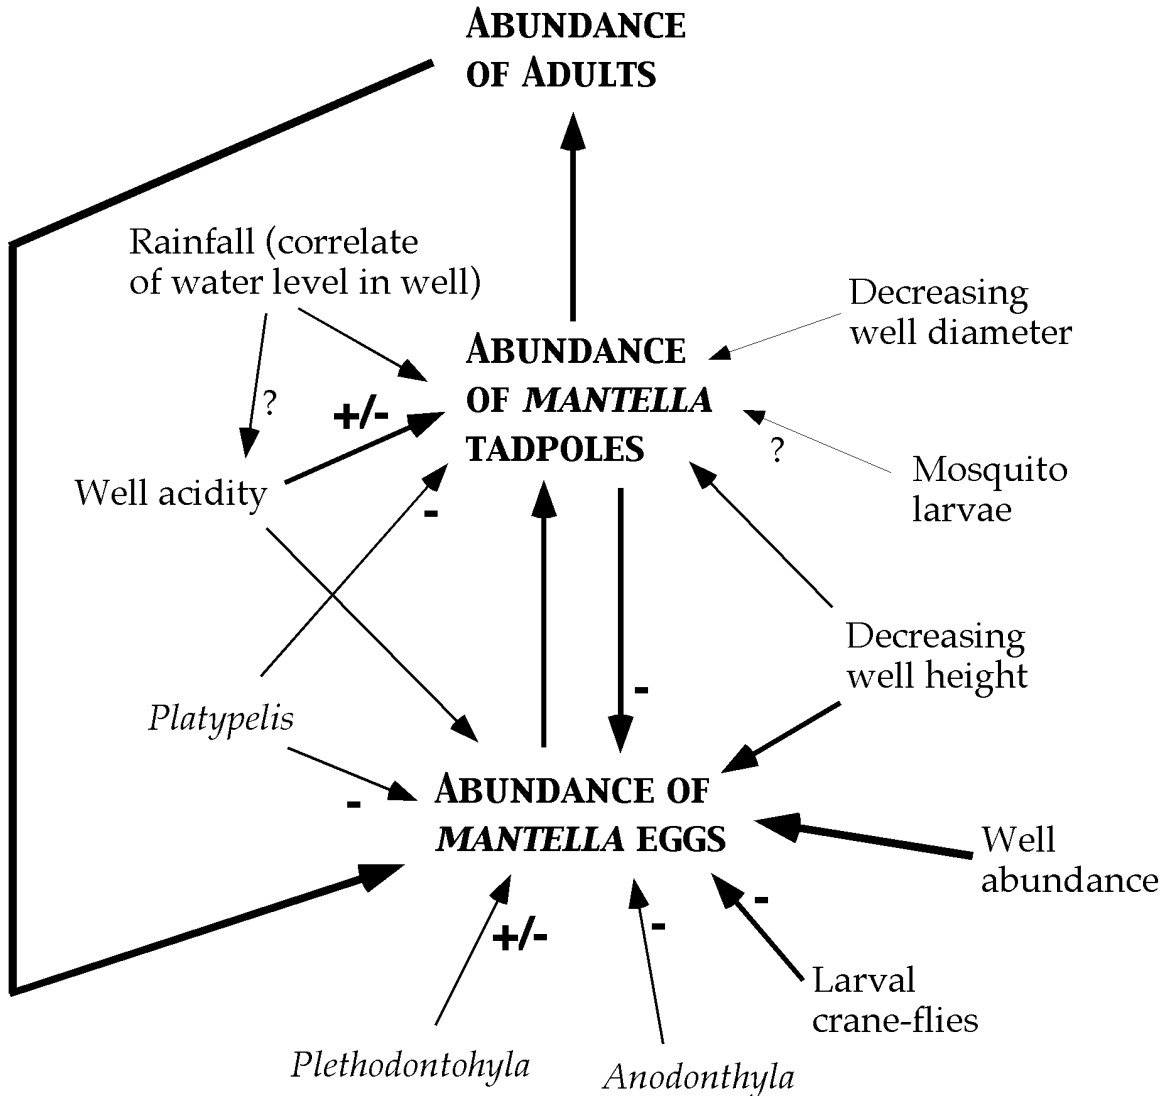 ABUNDANCE
OF ADULTS
Rainfall (correlate
of water level in well)
Decreasing
well diameter
ABUNDANCE
OF MANTELLA
TADPOLES
?
+/-
?
Well acidity
Mosquito
larvae
-
Decreasing
well height
-
Platypelis
-
ABUNDANCE OF
MANTELLA EGGS
Well
abundance
-
+/-
-
Larval
crane-flies
Plethodontohyla
Anodonthyla